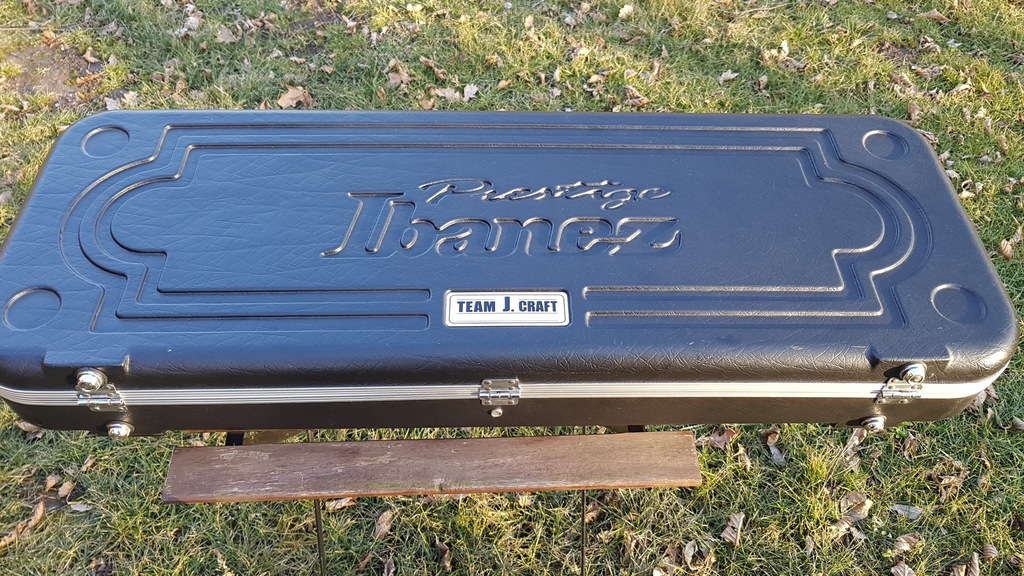 Prestige
Ibanez
TEAM J. CRAFT